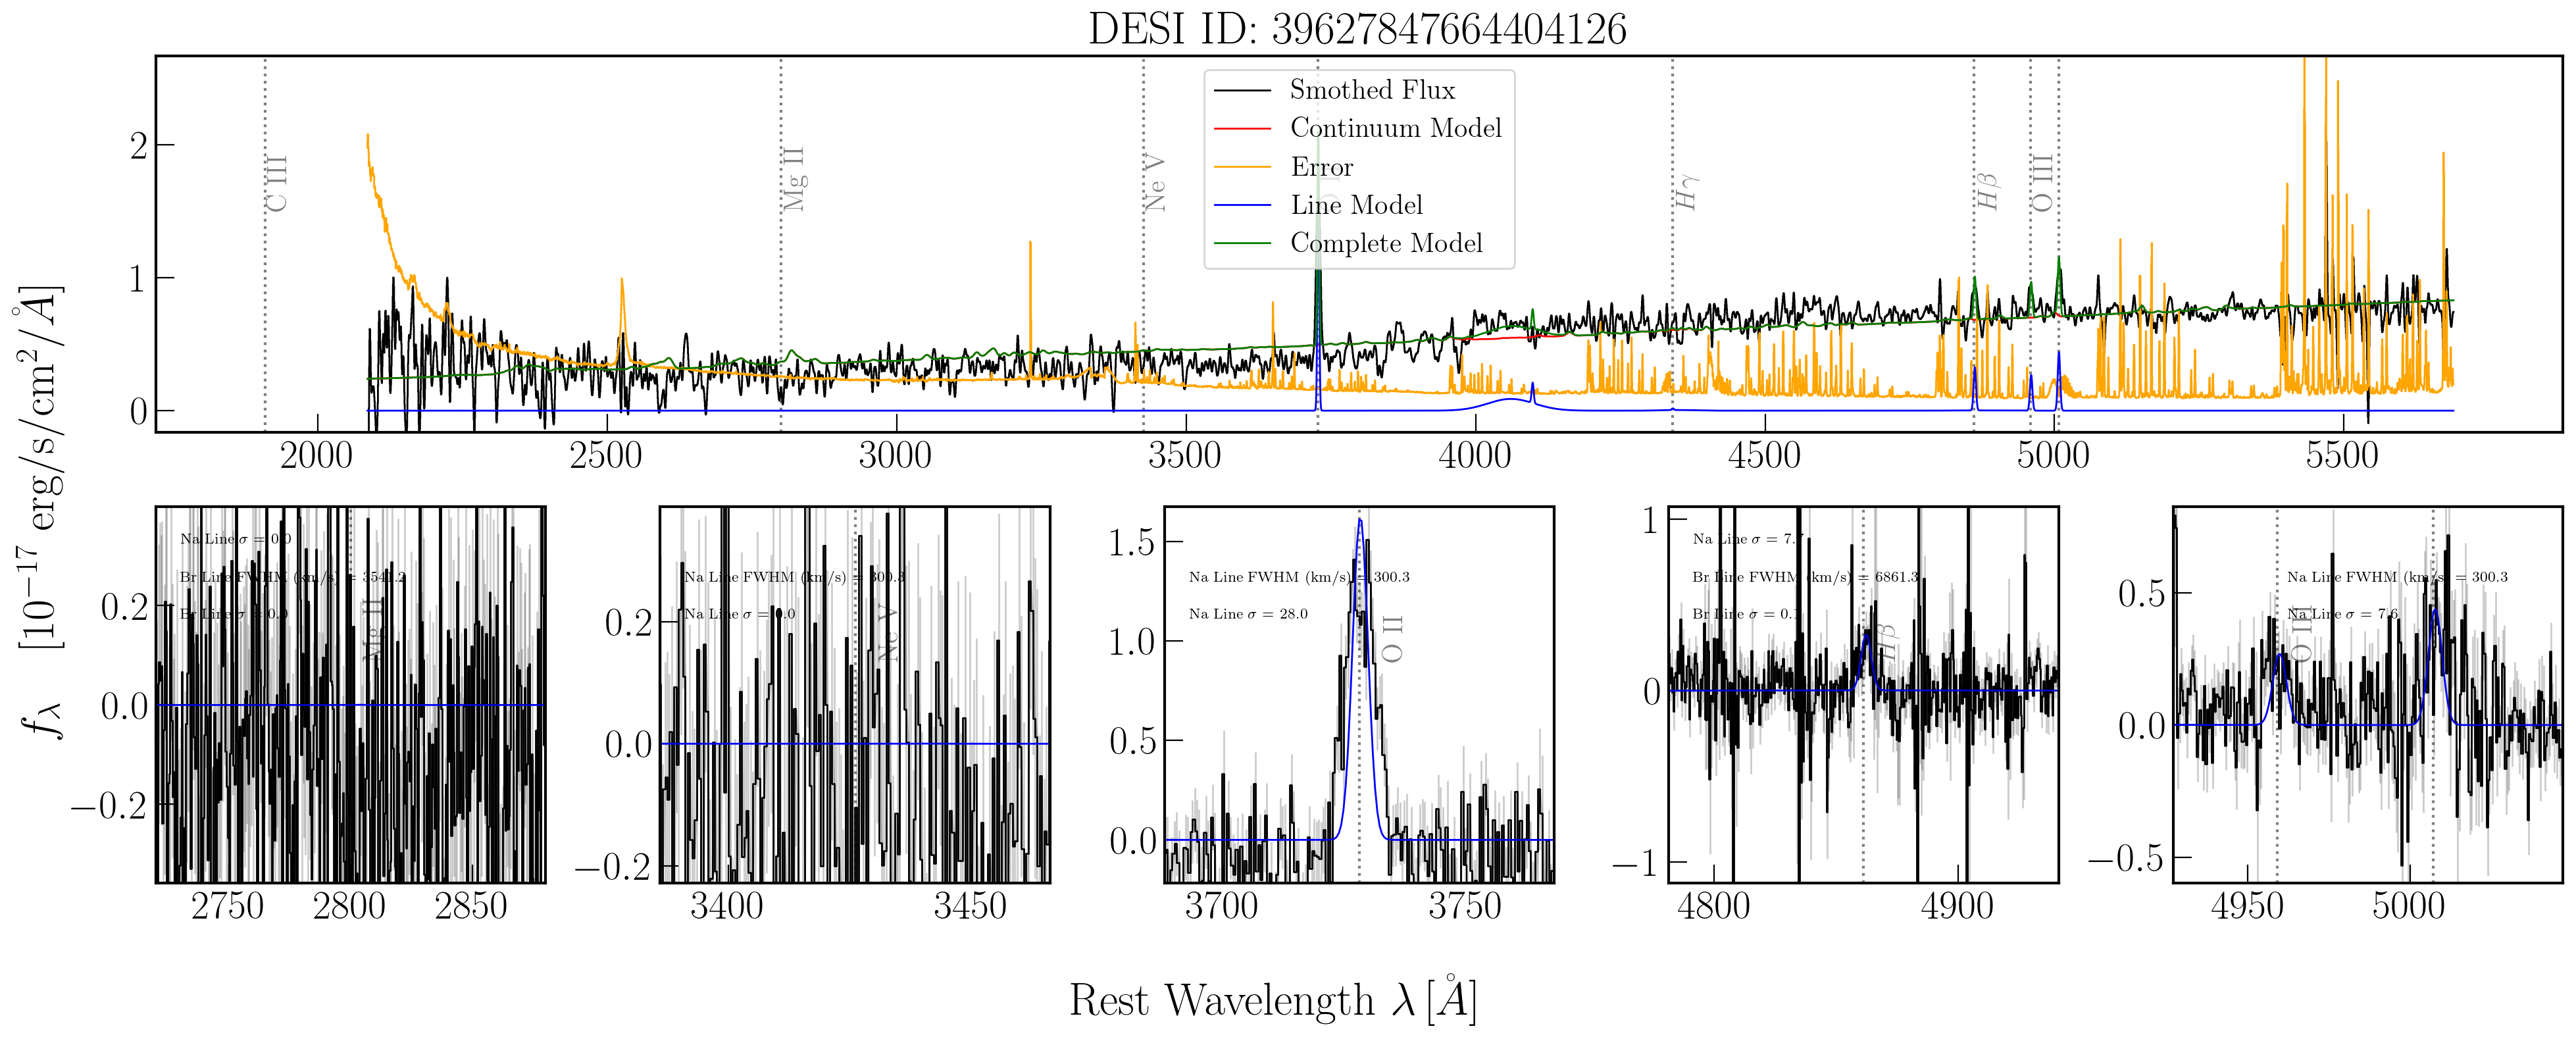 DESI ID: 39627847664404126
Smothed Flux
Continuum Model
Error
Line Model
Complete Model
C III
Mg II
Ne V
Hγ
Hβ
O III
2
1
0
2000 2500 3000 3500 4000 4500 5000 5500
f_λ [10^{-17} erg/s/cm^2/Å]
Na Line σ = 0.0
Br Line FWHM (km/s) = 3541.2
Br Line σ = 0.0
Mg II
0.2
0.0
−0.2
2750 2800 2850
Na Line FWHM (km/s) = 300.3
Na Line σ = 0.0
Ne V
0.2
0.0
−0.2
3400 3450
Na Line FWHM (km/s) = 300.3
Na Line σ = 28.0
O II
1.5
1.0
0.5
0.0
3700 3750
Na Line σ = 7.7
Br Line FWHM (km/s) = 6861.3
Br Line σ = 0.1
Hβ
1
0
−1
4800 4900
Na Line FWHM (km/s) = 300.3
Na Line σ = 7.6
O III
0.5
0.0
−0.5
4950 5000
Rest Wavelength λ [Å]